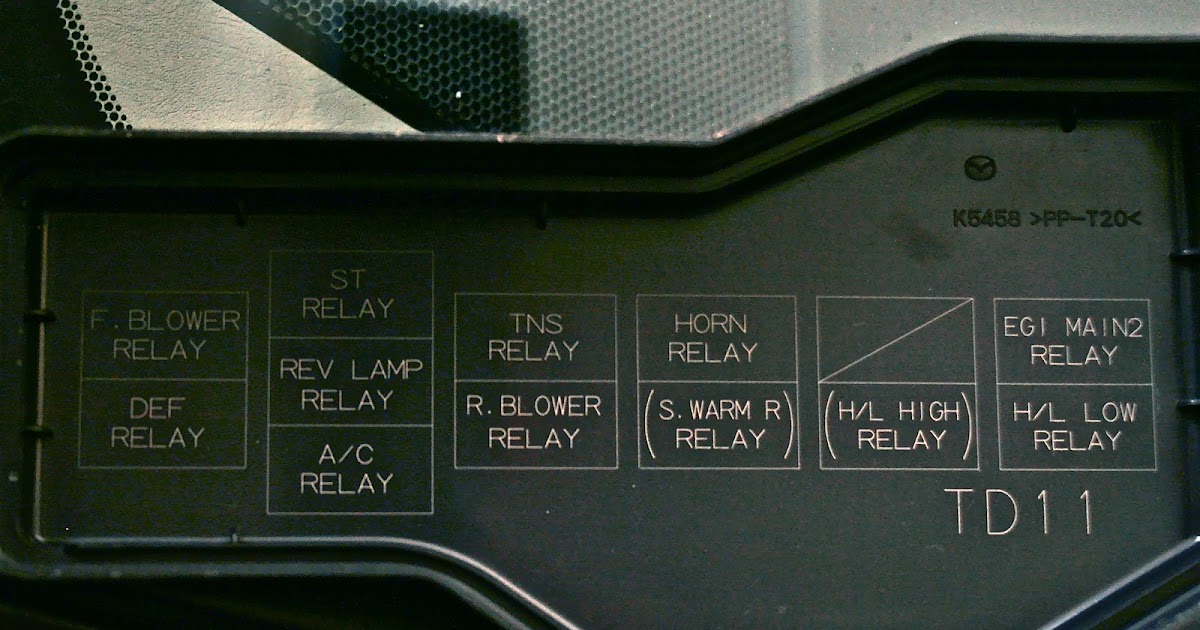 K5458 >PP-T20<
F. BLOWER
RELAY
DEF
RELAY
ST
RELAY
REV LAMP
RELAY
A/C
RELAY
TNS
RELAY
R. BLOWER
RELAY
HORN
RELAY
(S. WARM R
RELAY)
(H/L HIGH
RELAY)
EGI MAIN2
RELAY
H/L LOW
RELAY
TD11